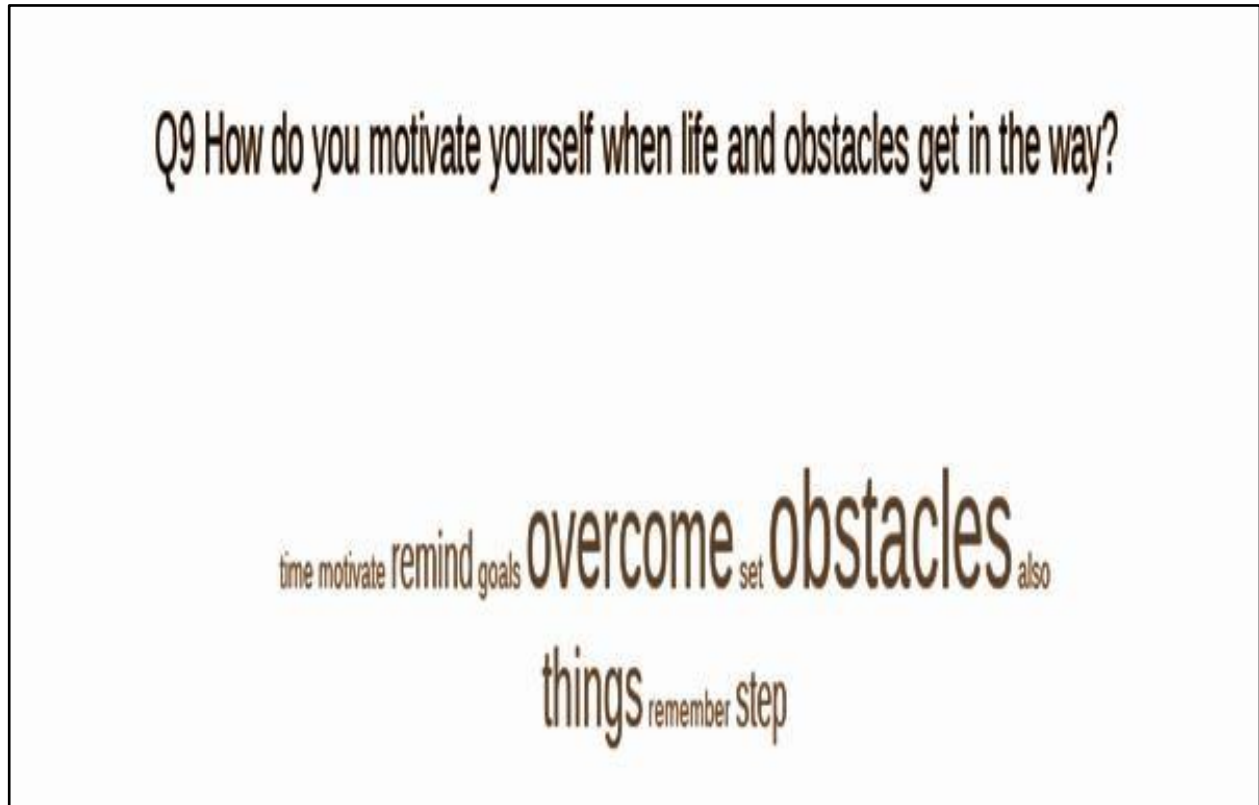 Q9 How do you motivate yourself when life and obstacles get in the way?
time motivate remind goals overcome set obstacles also
things remember step